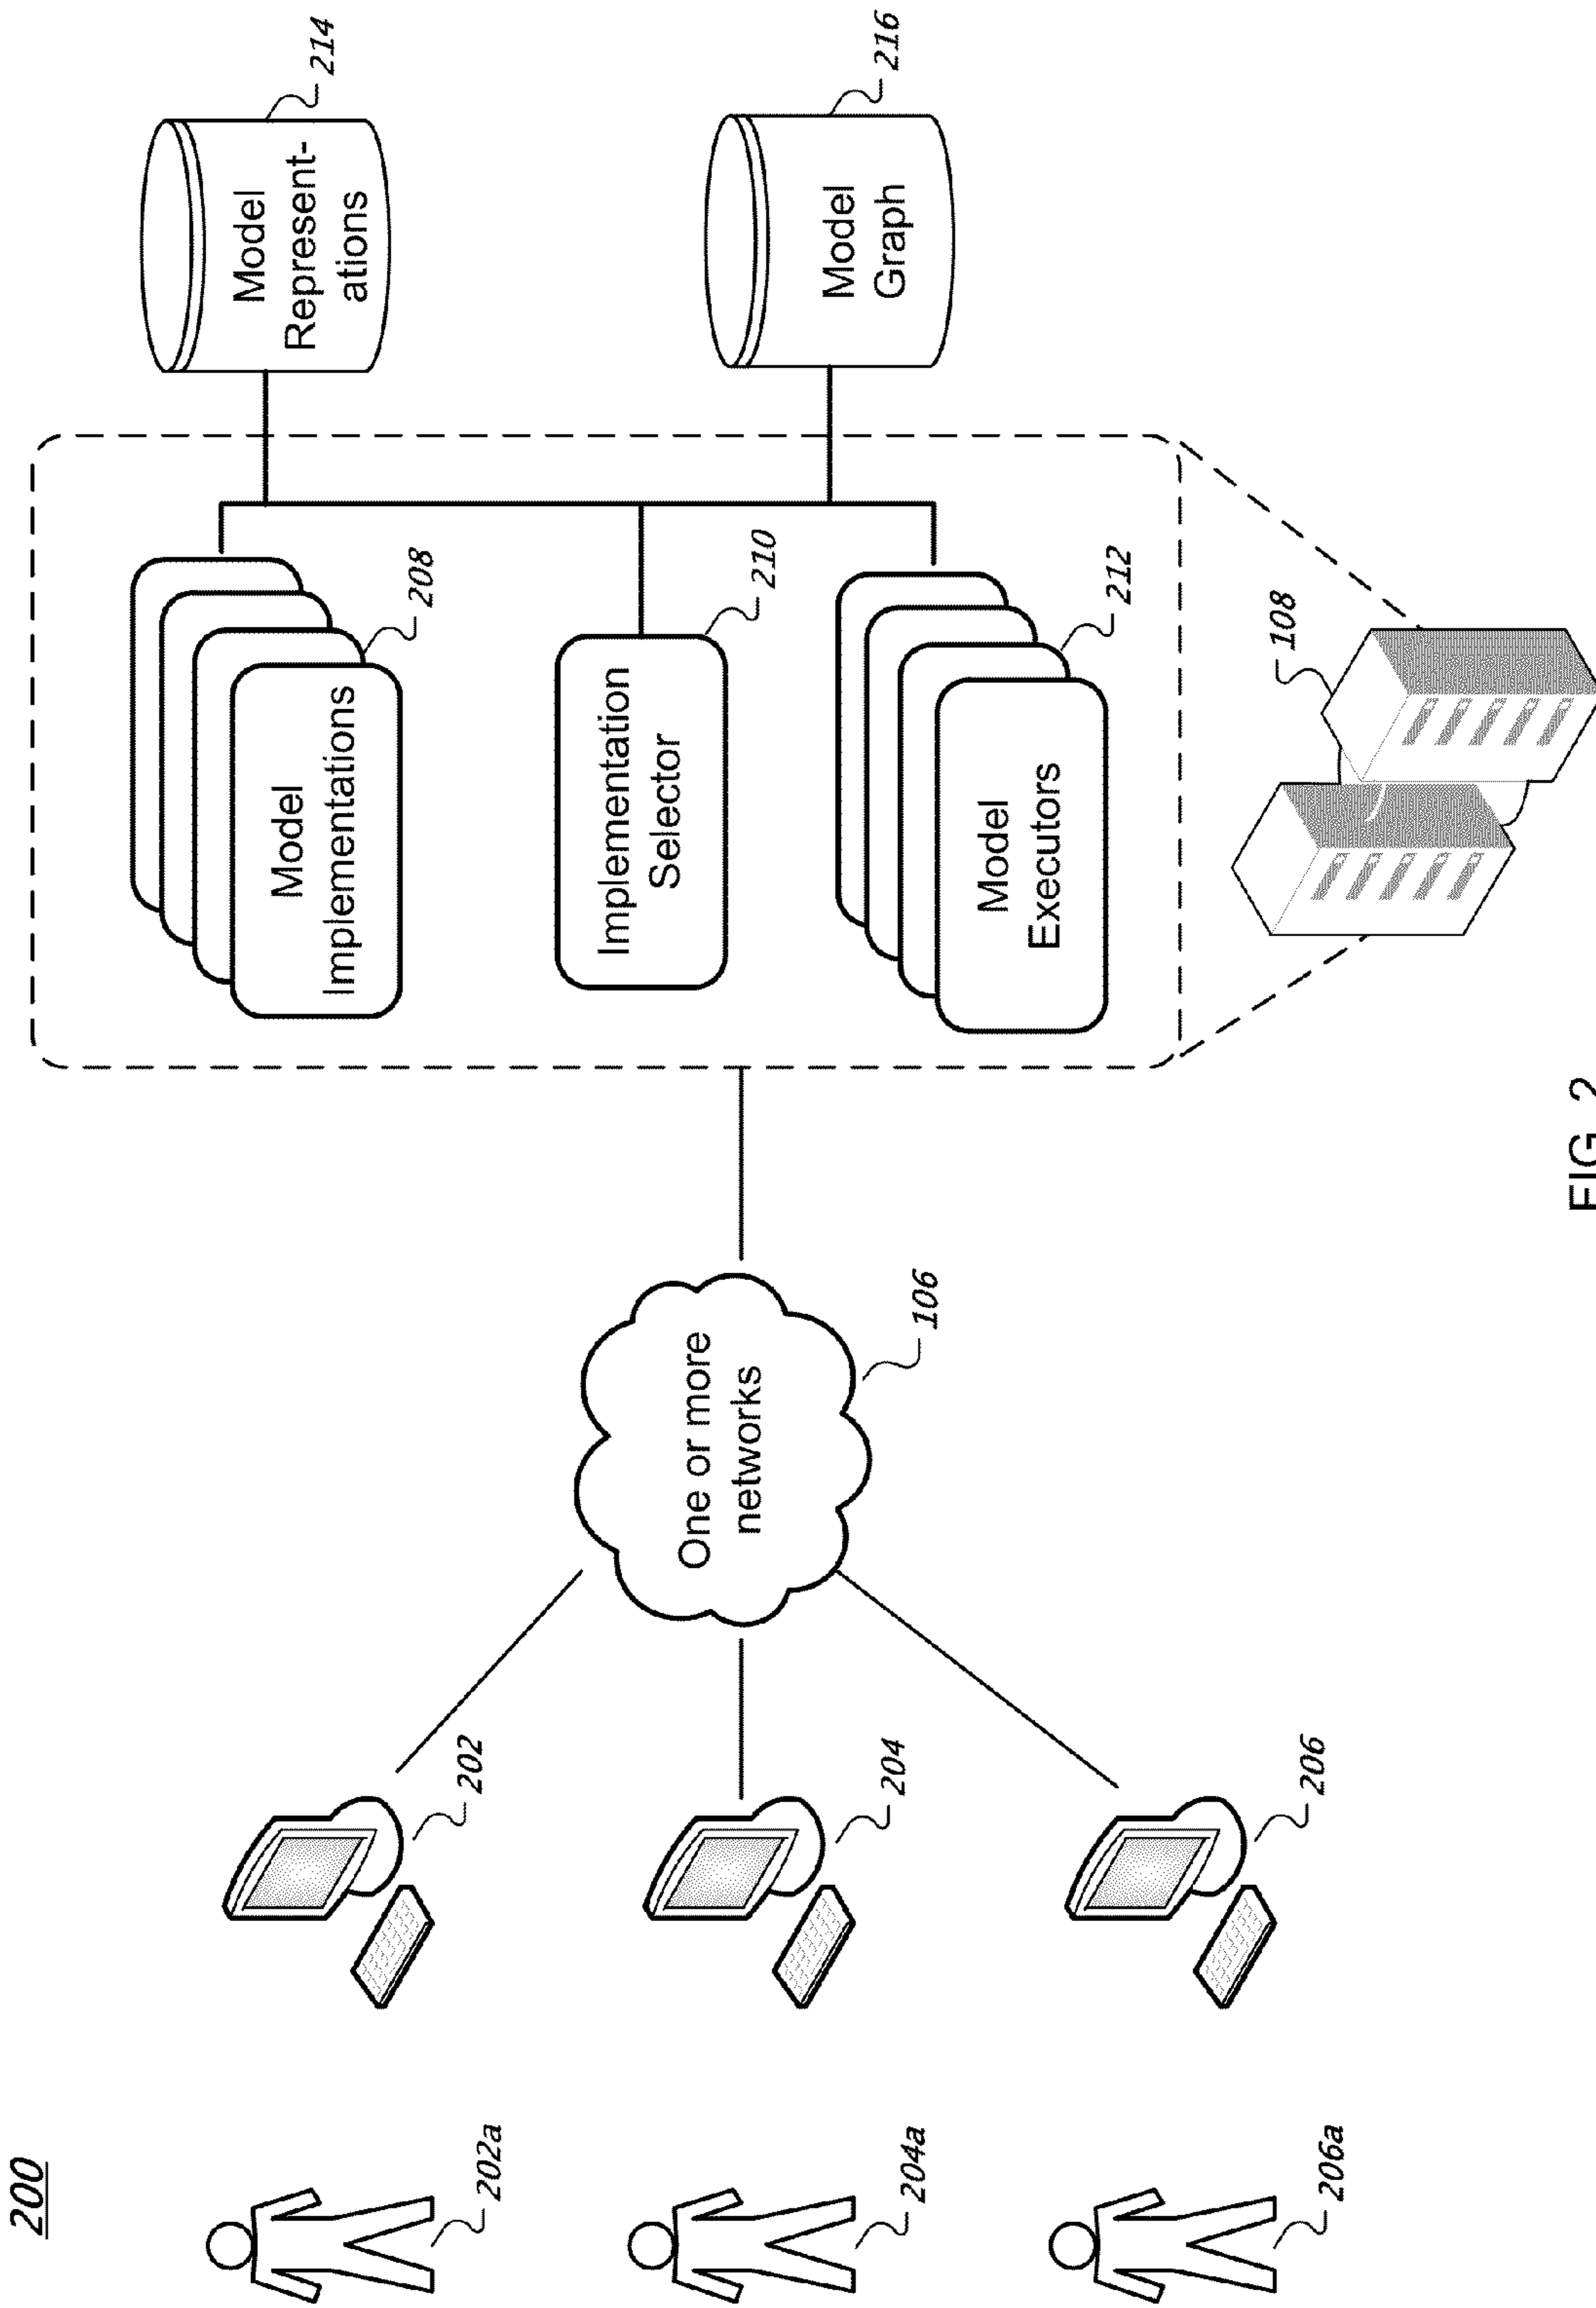 200
202a
204a
206a
202
204
206
One or more
networks
106
Model
Implementations
208
Implementation
Selector
210
Model
Executors
212
108
Model
Represent-
ations
214
Model
Graph
216
FIG. 2